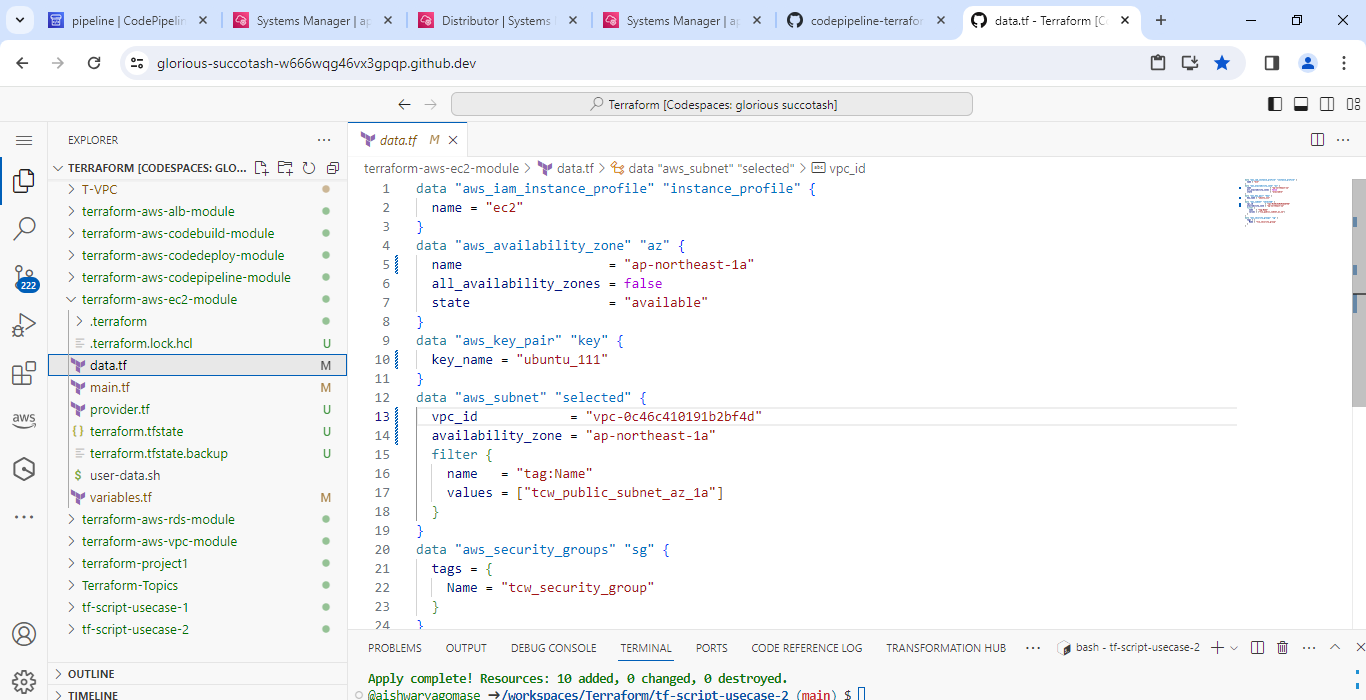 pipeline | CodePipelin
Systems Manager | ap
Distributor | Systems
Systems Manager | ap
codepipeline-terrafor
data.tf - Terraform [C
glorious-succotash-w666wqg46vx3gpqp.github.dev
Terraform [Codespaces: glorious succotash]
EXPLORER
TERRAFORM [CODESPACES: GLO...
T-VPC
terraform-aws-alb-module
terraform-aws-codebuild-module
terraform-aws-codedeploy-module
terraform-aws-codepipeline-module
terraform-aws-ec2-module
.terraform
.terraform.lock.hcl U
data.tf M
main.tf M
provider.tf U
{} terraform.tfstate U
terraform.tfstate.backup U
$ user-data.sh
variables.tf M
terraform-aws-rds-module
terraform-aws-vpc-module
terraform-project1
Terraform-Topics
tf-script-usecase-1
tf-script-usecase-2
OUTLINE
TIMELINE
222
aws
data.tf M
terraform-aws-ec2-module > data.tf > data "aws_subnet" "selected" > abc vpc_id
1 data "aws_iam_instance_profile" "instance_profile" {
2 name = "ec2"
3 }
4 data "aws_availability_zone" "az" {
5 name = "ap-northeast-1a"
6 all_availability_zones = false
7 state = "available"
8 }
9 data "aws_key_pair" "key" {
10 key_name = "ubuntu_111"
11 }
12 data "aws_subnet" "selected" {
13 vpc_id = "vpc-0c46c410191b2bf4d"
14 availability_zone = "ap-northeast-1a"
15 filter {
16 name = "tag:Name"
17 values = ["tcw_public_subnet_az_1a"]
18 }
19 }
20 data "aws_security_groups" "sg" {
21 tags = {
22 Name = "tcw_security_group"
23 }
24 }
PROBLEMS OUTPUT DEBUG CONSOLE TERMINAL PORTS CODE REFERENCE LOG TRANSFORMATION HUB
bash - tf-script-usecase-2
Apply complete! Resources: 10 added, 0 changed, 0 destroyed.
@aishwaryagomase → /workspaces/Terraform/tf-script-usecase-2 (main) $